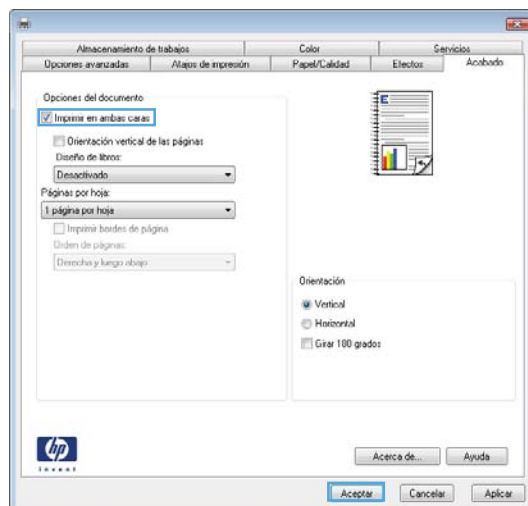 Almacenamiento de trabajos Color Servicios
Opciones avanzadas Atajos de impresión Papel/Calidad Efectos Acabado
Opciones del documento
Imprimir en ambas caras
Orientación vertical de las páginas
Diseño de libros:
Desactivado
Páginas por hoja:
1 página por hoja
Imprimir bordes de página
Orden de páginas:
Derecha y luego abajo
E
Orientación
Vertical
Horizontal
Girar 180 grados
hp
invent
Acerca de... Ayuda
Aceptar Cancelar Aplicar